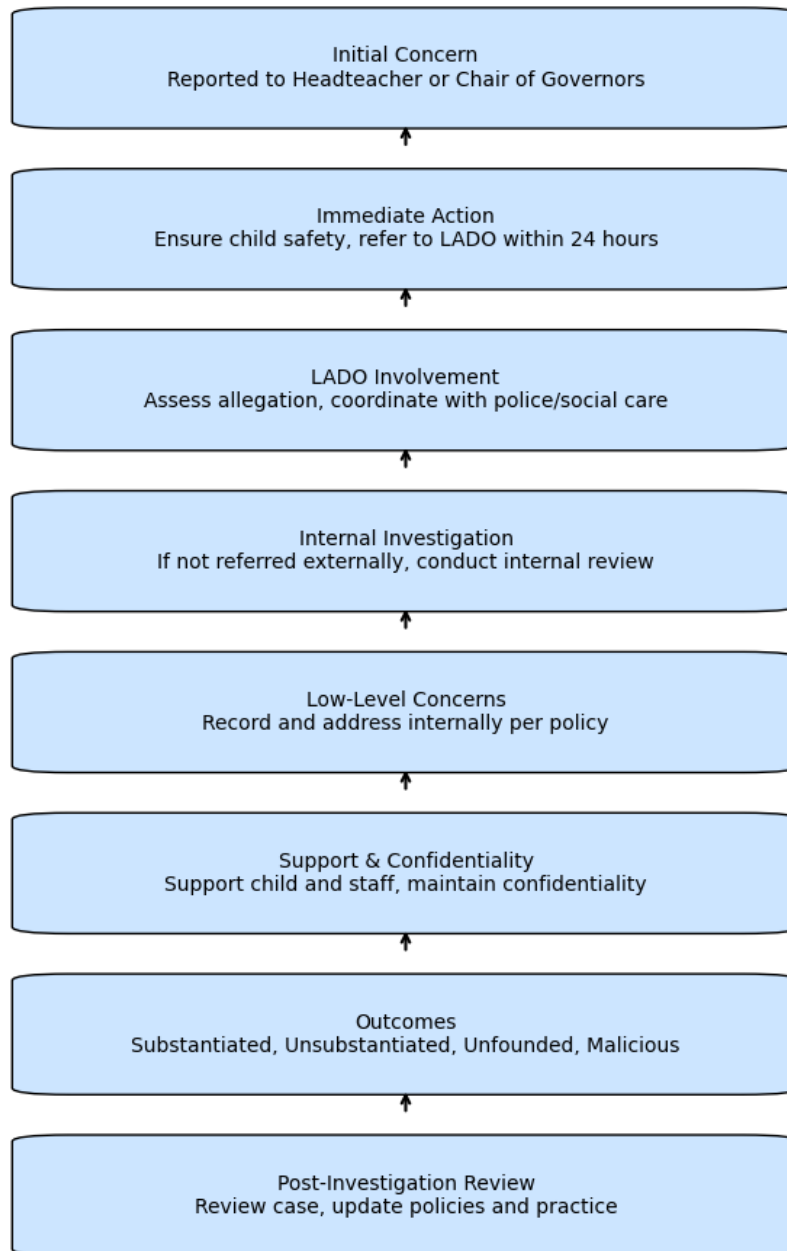 Initial Concern
Reported to Headteacher or Chair of Governors
Immediate Action
Ensure child safety, refer to LADO within 24 hours
LADO Involvement
Assess allegation, coordinate with police/social care
Internal Investigation
If not referred externally, conduct internal review
Low-Level Concerns
Record and address internally per policy
Support & Confidentiality
Support child and staff, maintain confidentiality
Outcomes
Substantiated, Unsubstantiated, Unfounded, Malicious
Post-Investigation Review
Review case, update policies and practice